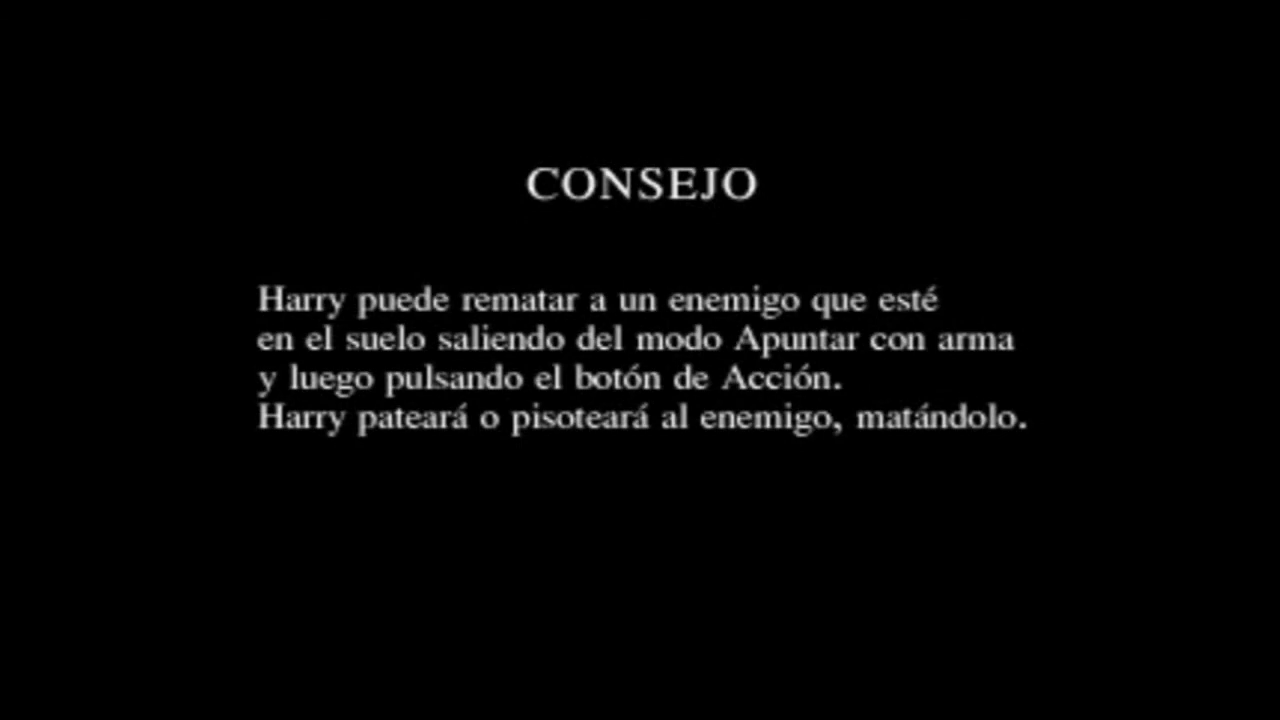 CONSEJO
Harry puede rematar a un enemigo que esté
en el suelo saliendo del modo Apuntar con arma
y luego pulsando el botón de Acción.
Harry pateará o pisoteará al enemigo, matándolo.